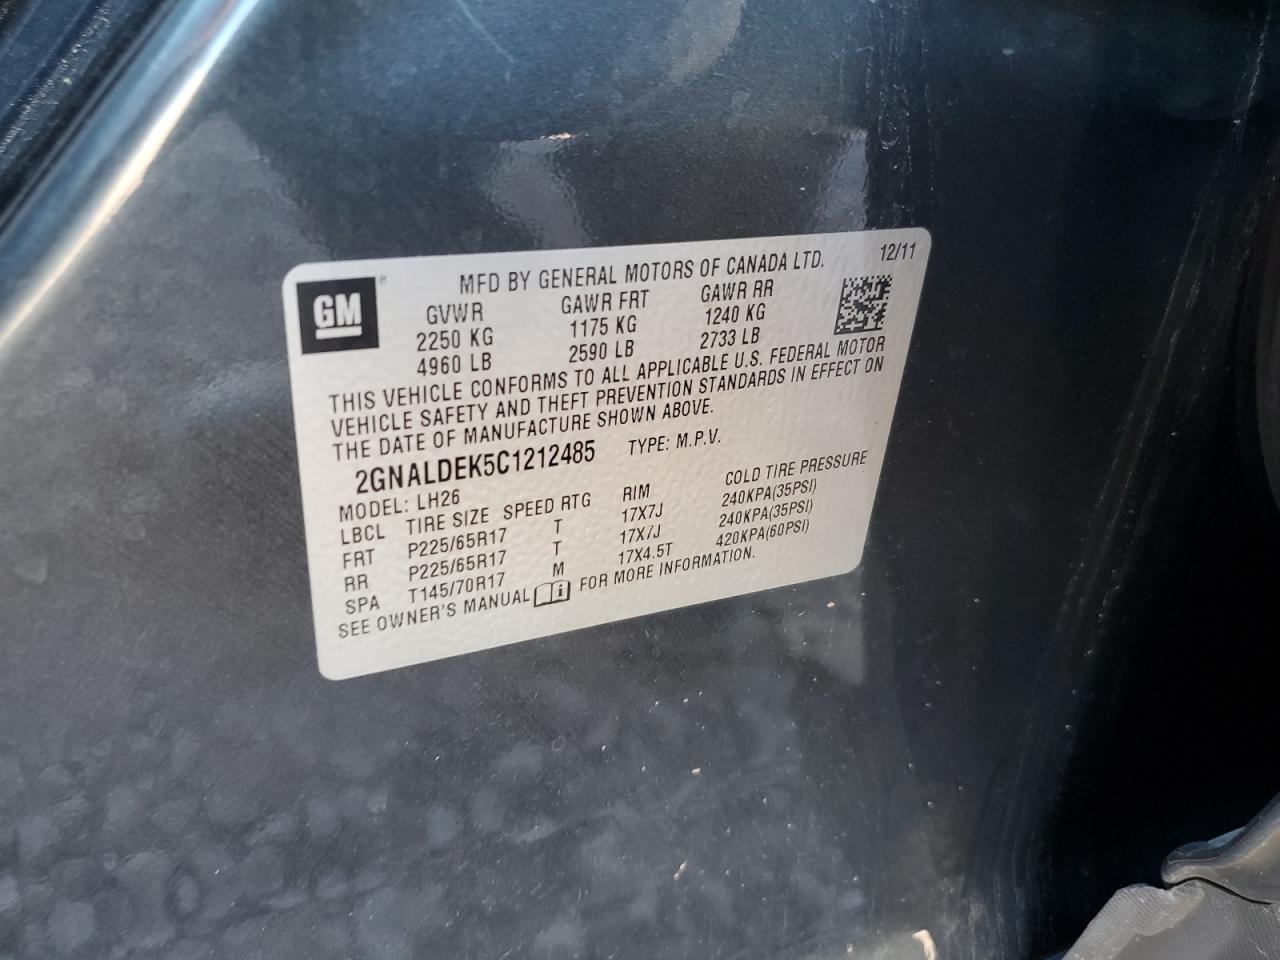 GM ®
MFD BY GENERAL MOTORS OF CANADA LTD. 12/11
GVWR GAWR FRT GAWR RR
2250 KG 1175 KG 1240 KG
4960 LB 2590 LB 2733 LB
THIS VEHICLE CONFORMS TO ALL APPLICABLE U.S. FEDERAL MOTOR
VEHICLE SAFETY AND THEFT PREVENTION STANDARDS IN EFFECT ON
THE DATE OF MANUFACTURE SHOWN ABOVE.
2GNALDEK5C1212485 TYPE: M.P.V.
MODEL: LH26
LBCL TIRE SIZE SPEED RTG RIM COLD TIRE PRESSURE
FRT P225/65R17 T 17X7J 240KPA(35PSI)
RR P225/65R17 T 17X7J 240KPA(35PSI)
SPA T145/70R17 M 17X4.5T 420KPA(60PSI)
SEE OWNER'S MANUAL FOR MORE INFORMATION.